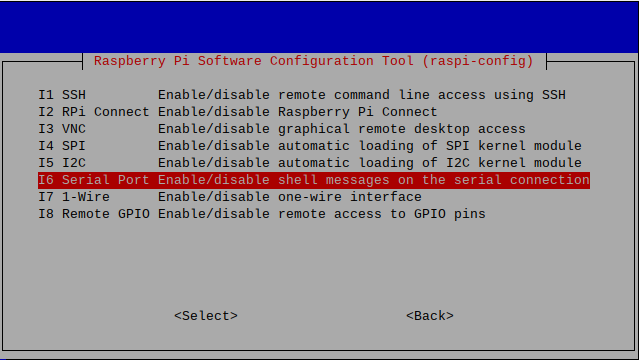 Raspberry Pi Software Configuration Tool (raspi-config)
I1 SSH Enable/disable remote command line access using SSH
I2 RPi Connect Enable/disable Raspberry Pi Connect
I3 VNC Enable/disable graphical remote desktop access
I4 SPI Enable/disable automatic loading of SPI kernel module
I5 I2C Enable/disable automatic loading of I2C kernel module
I6 Serial Port Enable/disable shell messages on the serial connection
I7 1-Wire Enable/disable one-wire interface
I8 Remote GPIO Enable/disable remote access to GPIO pins
<Select> <Back>